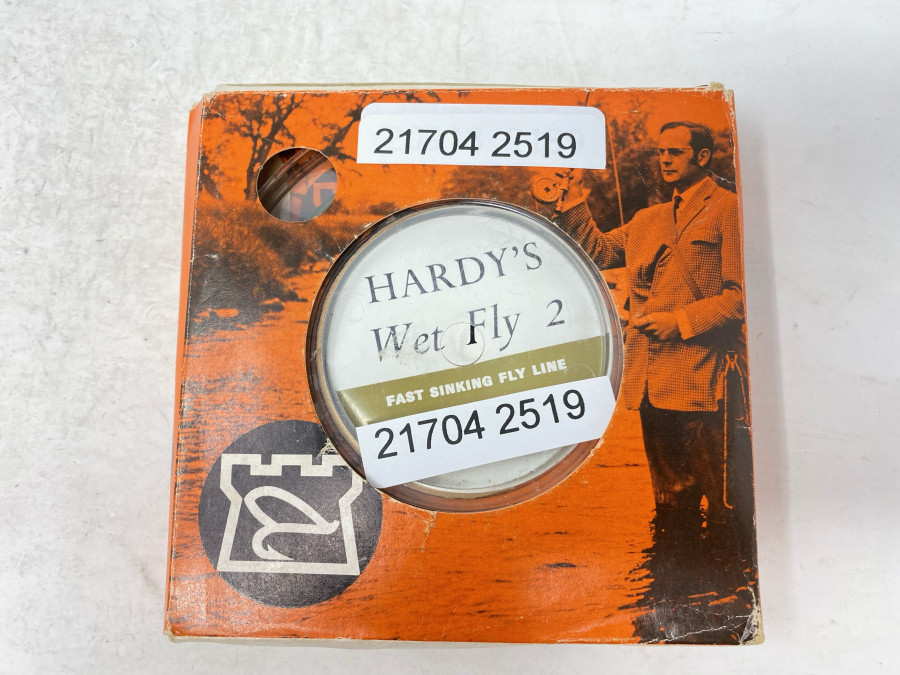 21704 2519
HARDY'S
Wet Fly 2
FAST SINKING FLY LINE
21704 2519